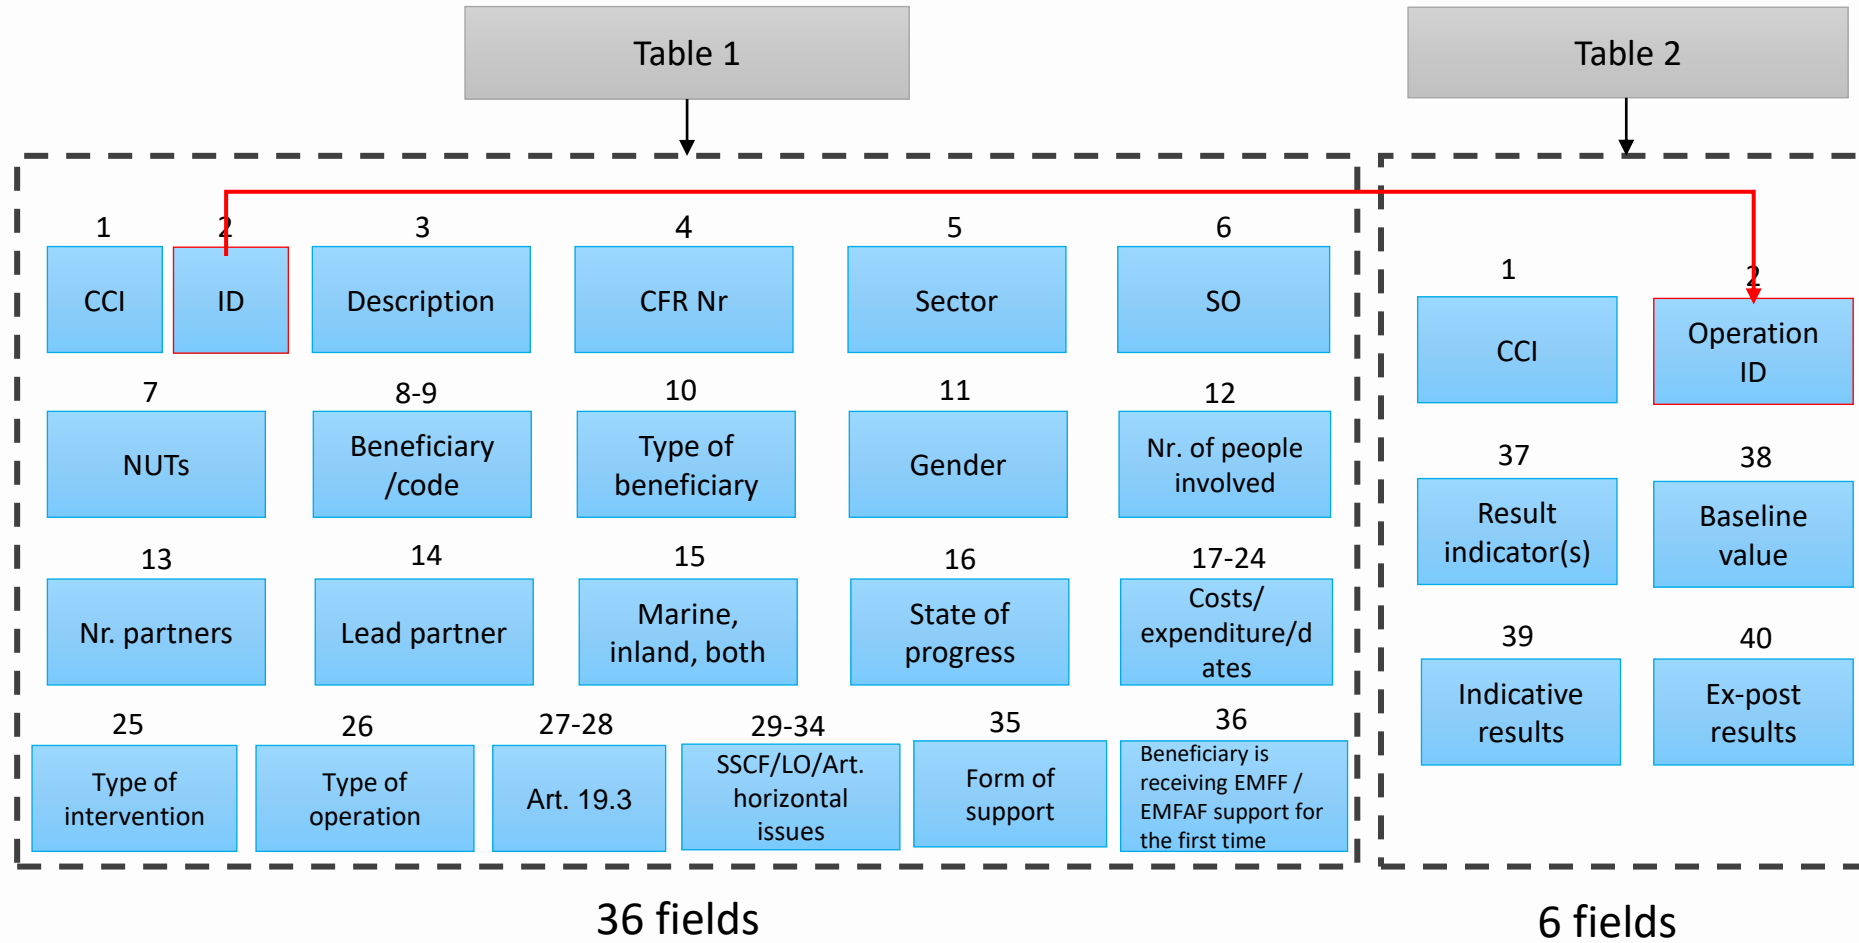 Table 1
Table 2
1
2
3
4
5
6
CCI
ID
Description
CFR Nr
Sector
SO
7
8-9
10
11
12
NUTs
Beneficiary
/code
Type of
beneficiary
Gender
Nr. of people
involved
13
14
15
16
17-24
Nr. partners
Lead partner
Marine,
inland, both
State of
progress
Costs/
expenditure/d
ates
25
26
27-28
29-34
35
36
Type of
intervention
Type of
operation
Art. 19.3
SSCF/LO/Art.
horizontal
issues
Form of
support
Beneficiary is
receiving EMFF /
EMFAF support for
the first time
36 fields
1
2
CCI
Operation
ID
37
38
Result
indicator(s)
Baseline
value
39
40
Indicative
results
Ex-post
results
6 fields